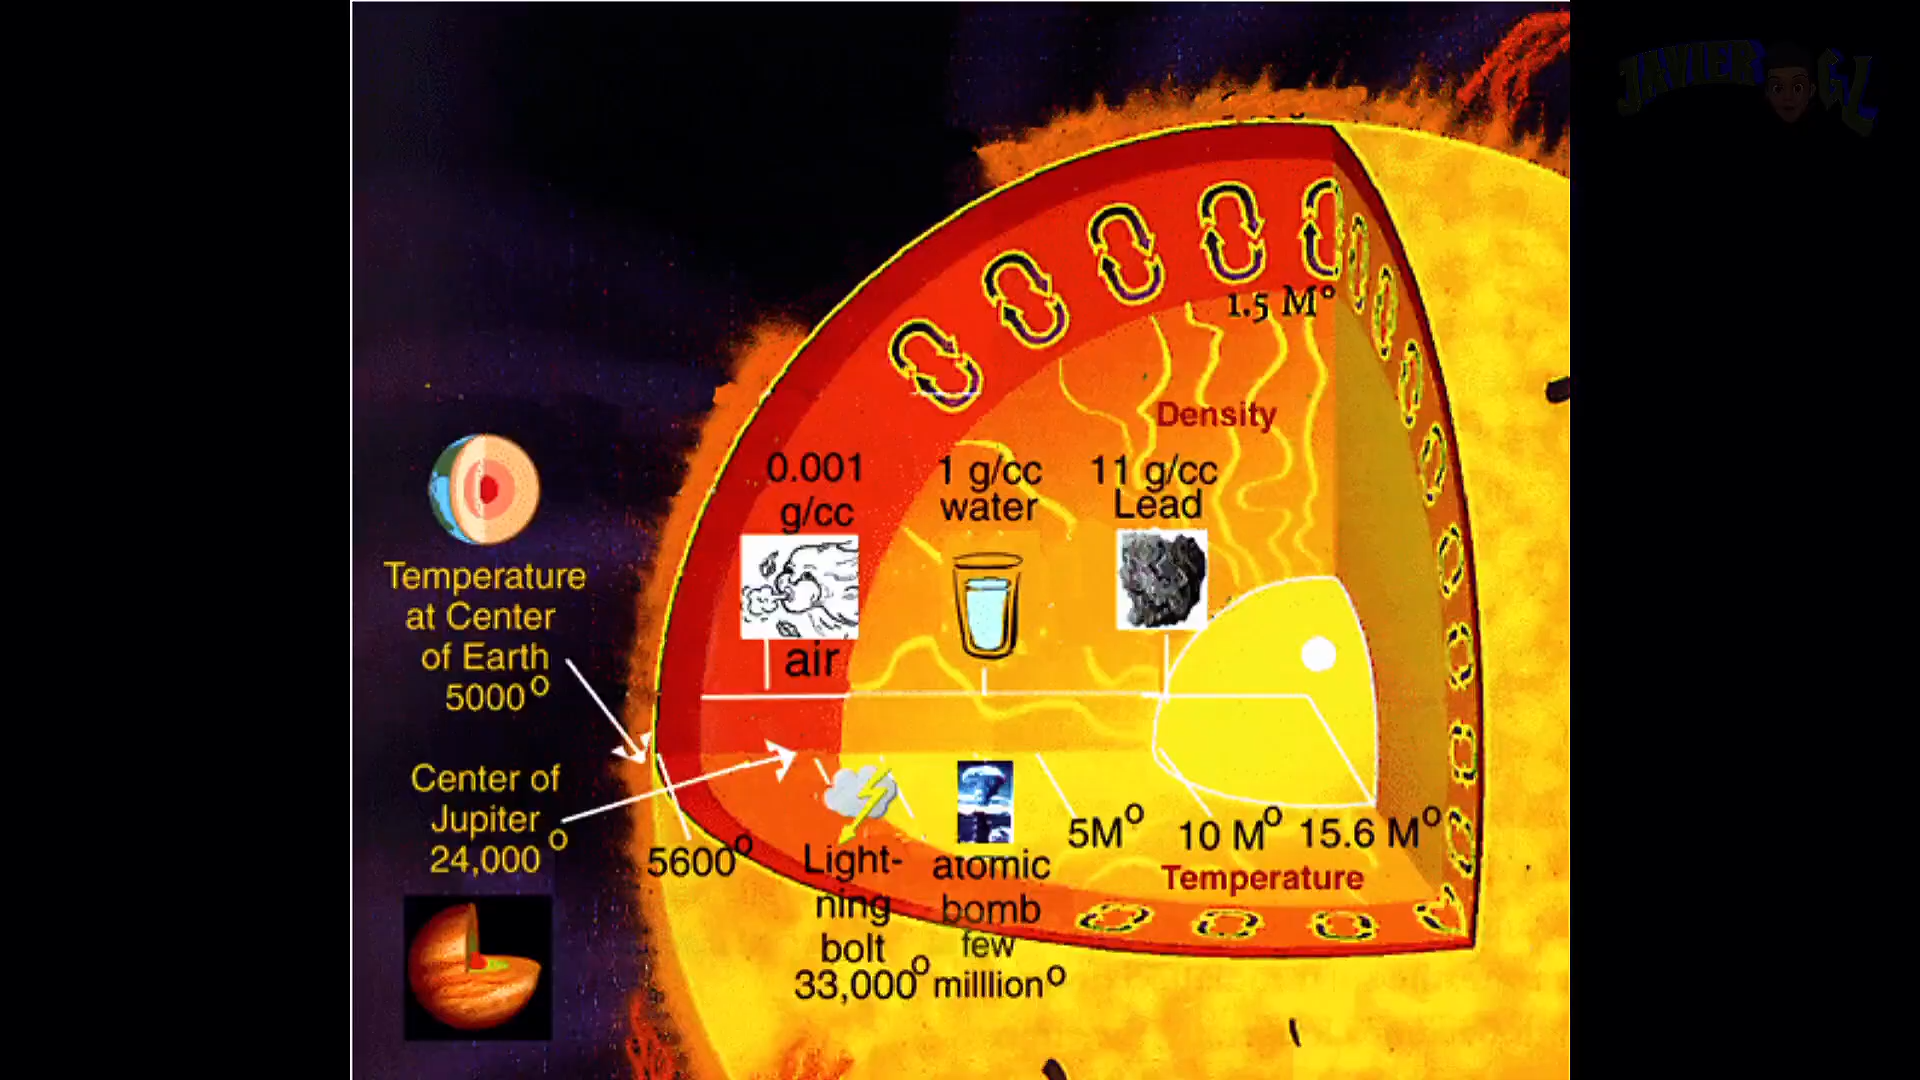 JAVIER GL
1.5 M°
Density
0.001
g/cc
air
1 g/cc
water
11 g/cc
Lead
Temperature
at Center
of Earth
5000°
Center of
Jupiter
24,000°
5600°
Light-
ning
bolt
33,000°
atomic
bomb
few
milllion°
5M°
10 M°
15.6 M°
Temperature